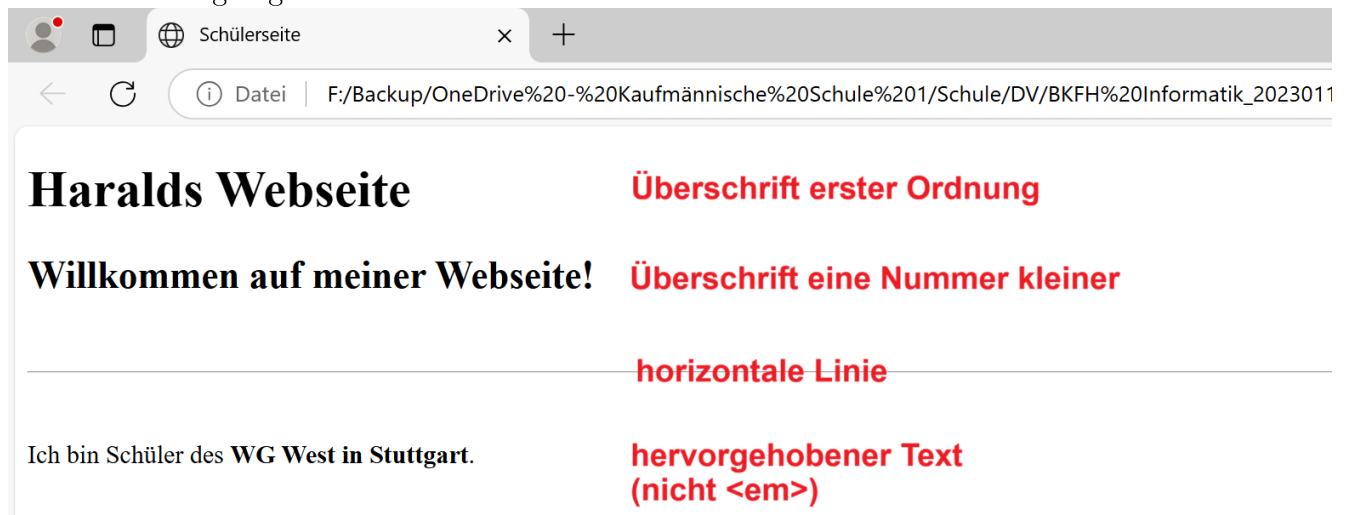 Schülerseite
Datei F:/Backup/OneDrive%20-%20Kaufmännische%20Schule%201/Schule/DV/BKFH%20Informatik_2023011
Haralds Webseite Überschrift erster Ordnung
Willkommen auf meiner Webseite! Überschrift eine Nummer kleiner
horizontale Linie
Ich bin Schüler des WG West in Stuttgart. hervorgehobener Text
(nicht <em>)